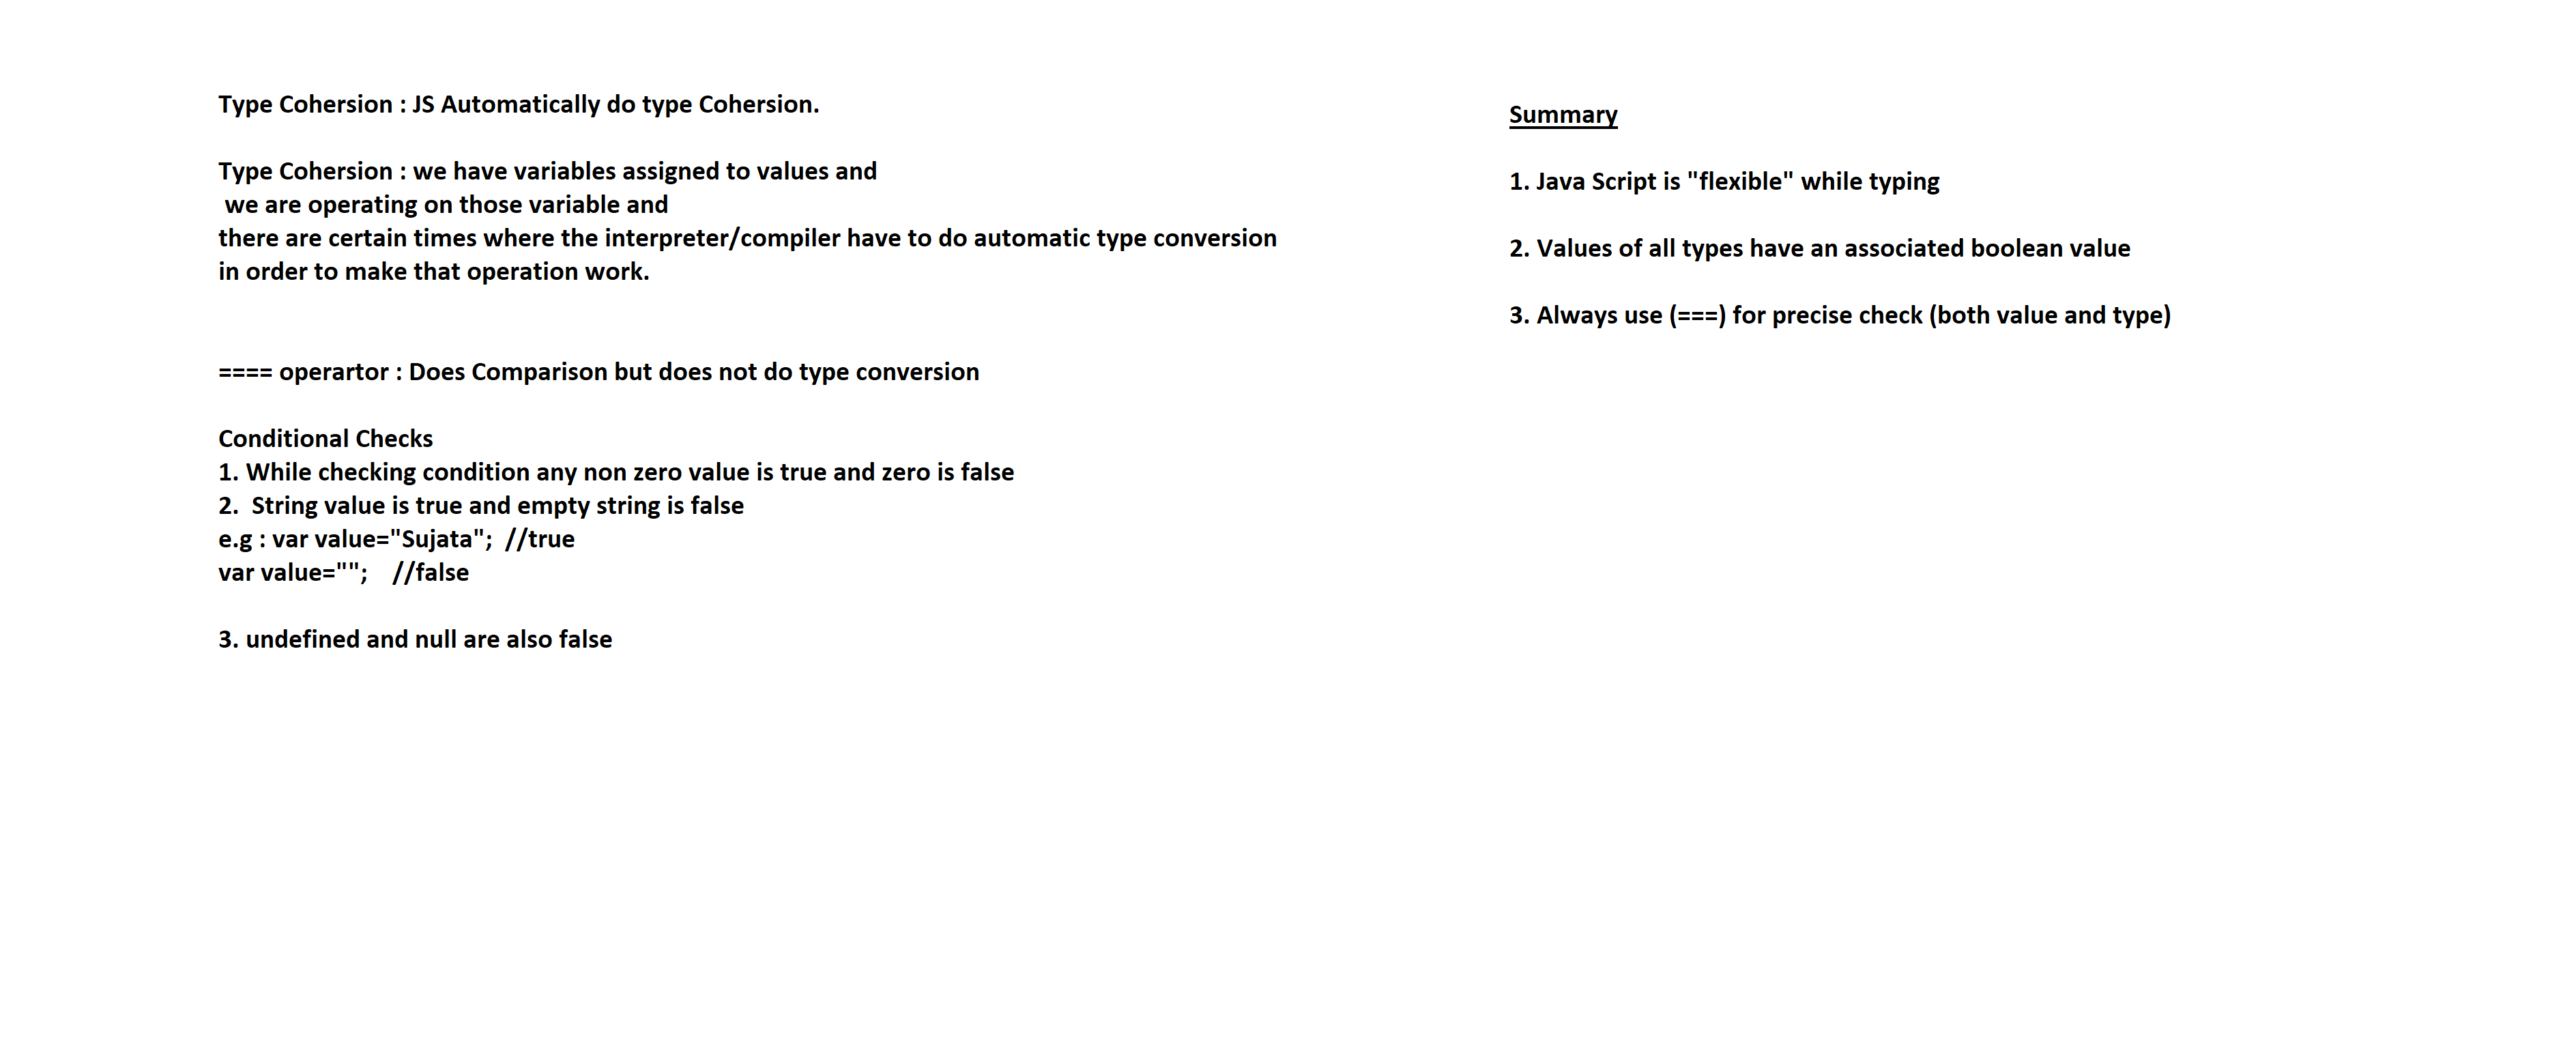 Type Cohersion : JS Automatically do type Cohersion.
Type Cohersion : we have variables assigned to values and
we are operating on those variable and
there are certain times where the interpreter/compiler have to do automatic type conversion
in order to make that operation work.
==== operartor : Does Comparison but does not do type conversion
Conditional Checks
1. While checking condition any non zero value is true and zero is false
2.  String value is true and empty string is false
e.g : var value="Sujata";  //true
var value="";    //false
3. undefined and null are also false
Summary
1. Java Script is "flexible" while typing
2. Values of all types have an associated boolean value
3. Always use (===) for precise check (both value and type)